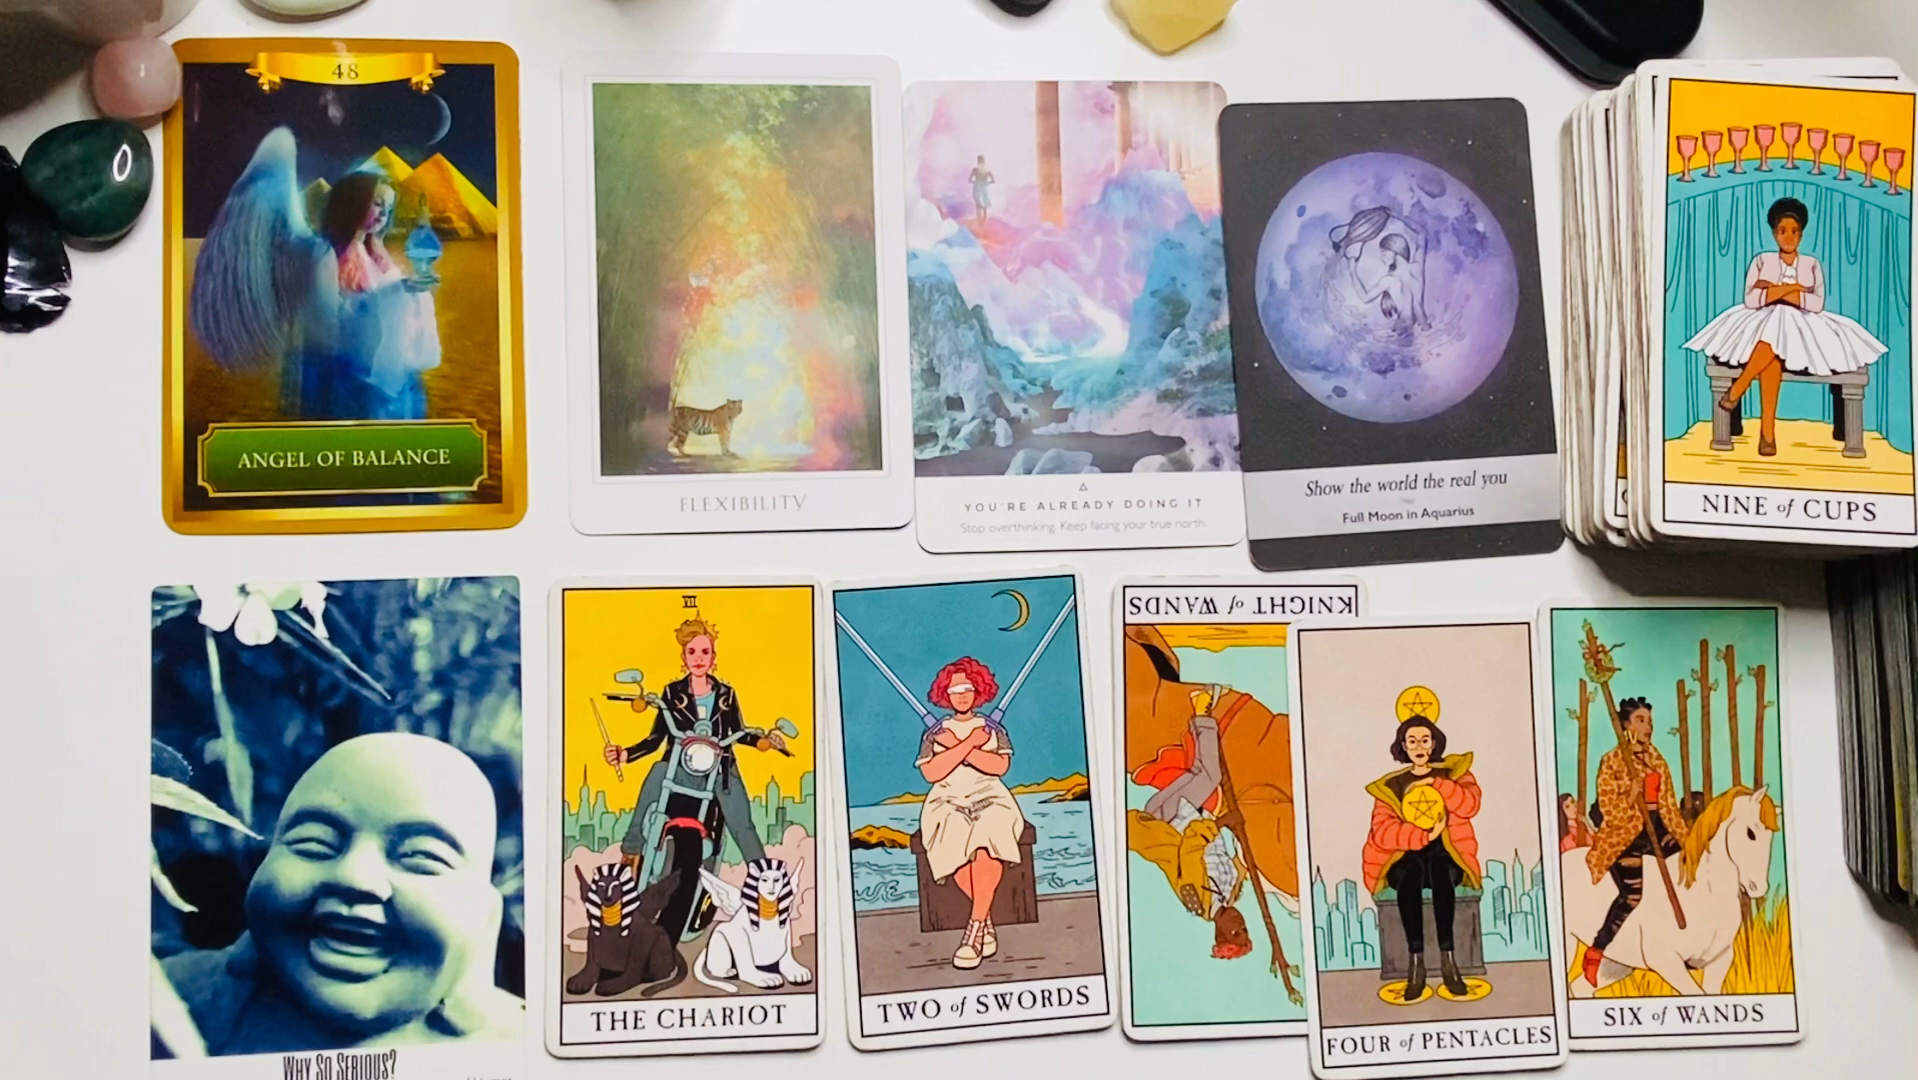 48
ANGEL OF BALANCE
FLEXIBILITY
YOU'RE ALREADY DOING IT
Stop overthinking. Keep facing your true north.
Show the world the real you
Full Moon in Aquarius
NINE of CUPS
WHY SO SERIOUS?
VII
THE CHARIOT
TWO of SWORDS
KNIGHT of WANDS
FOUR of PENTACLES
SIX of WANDS